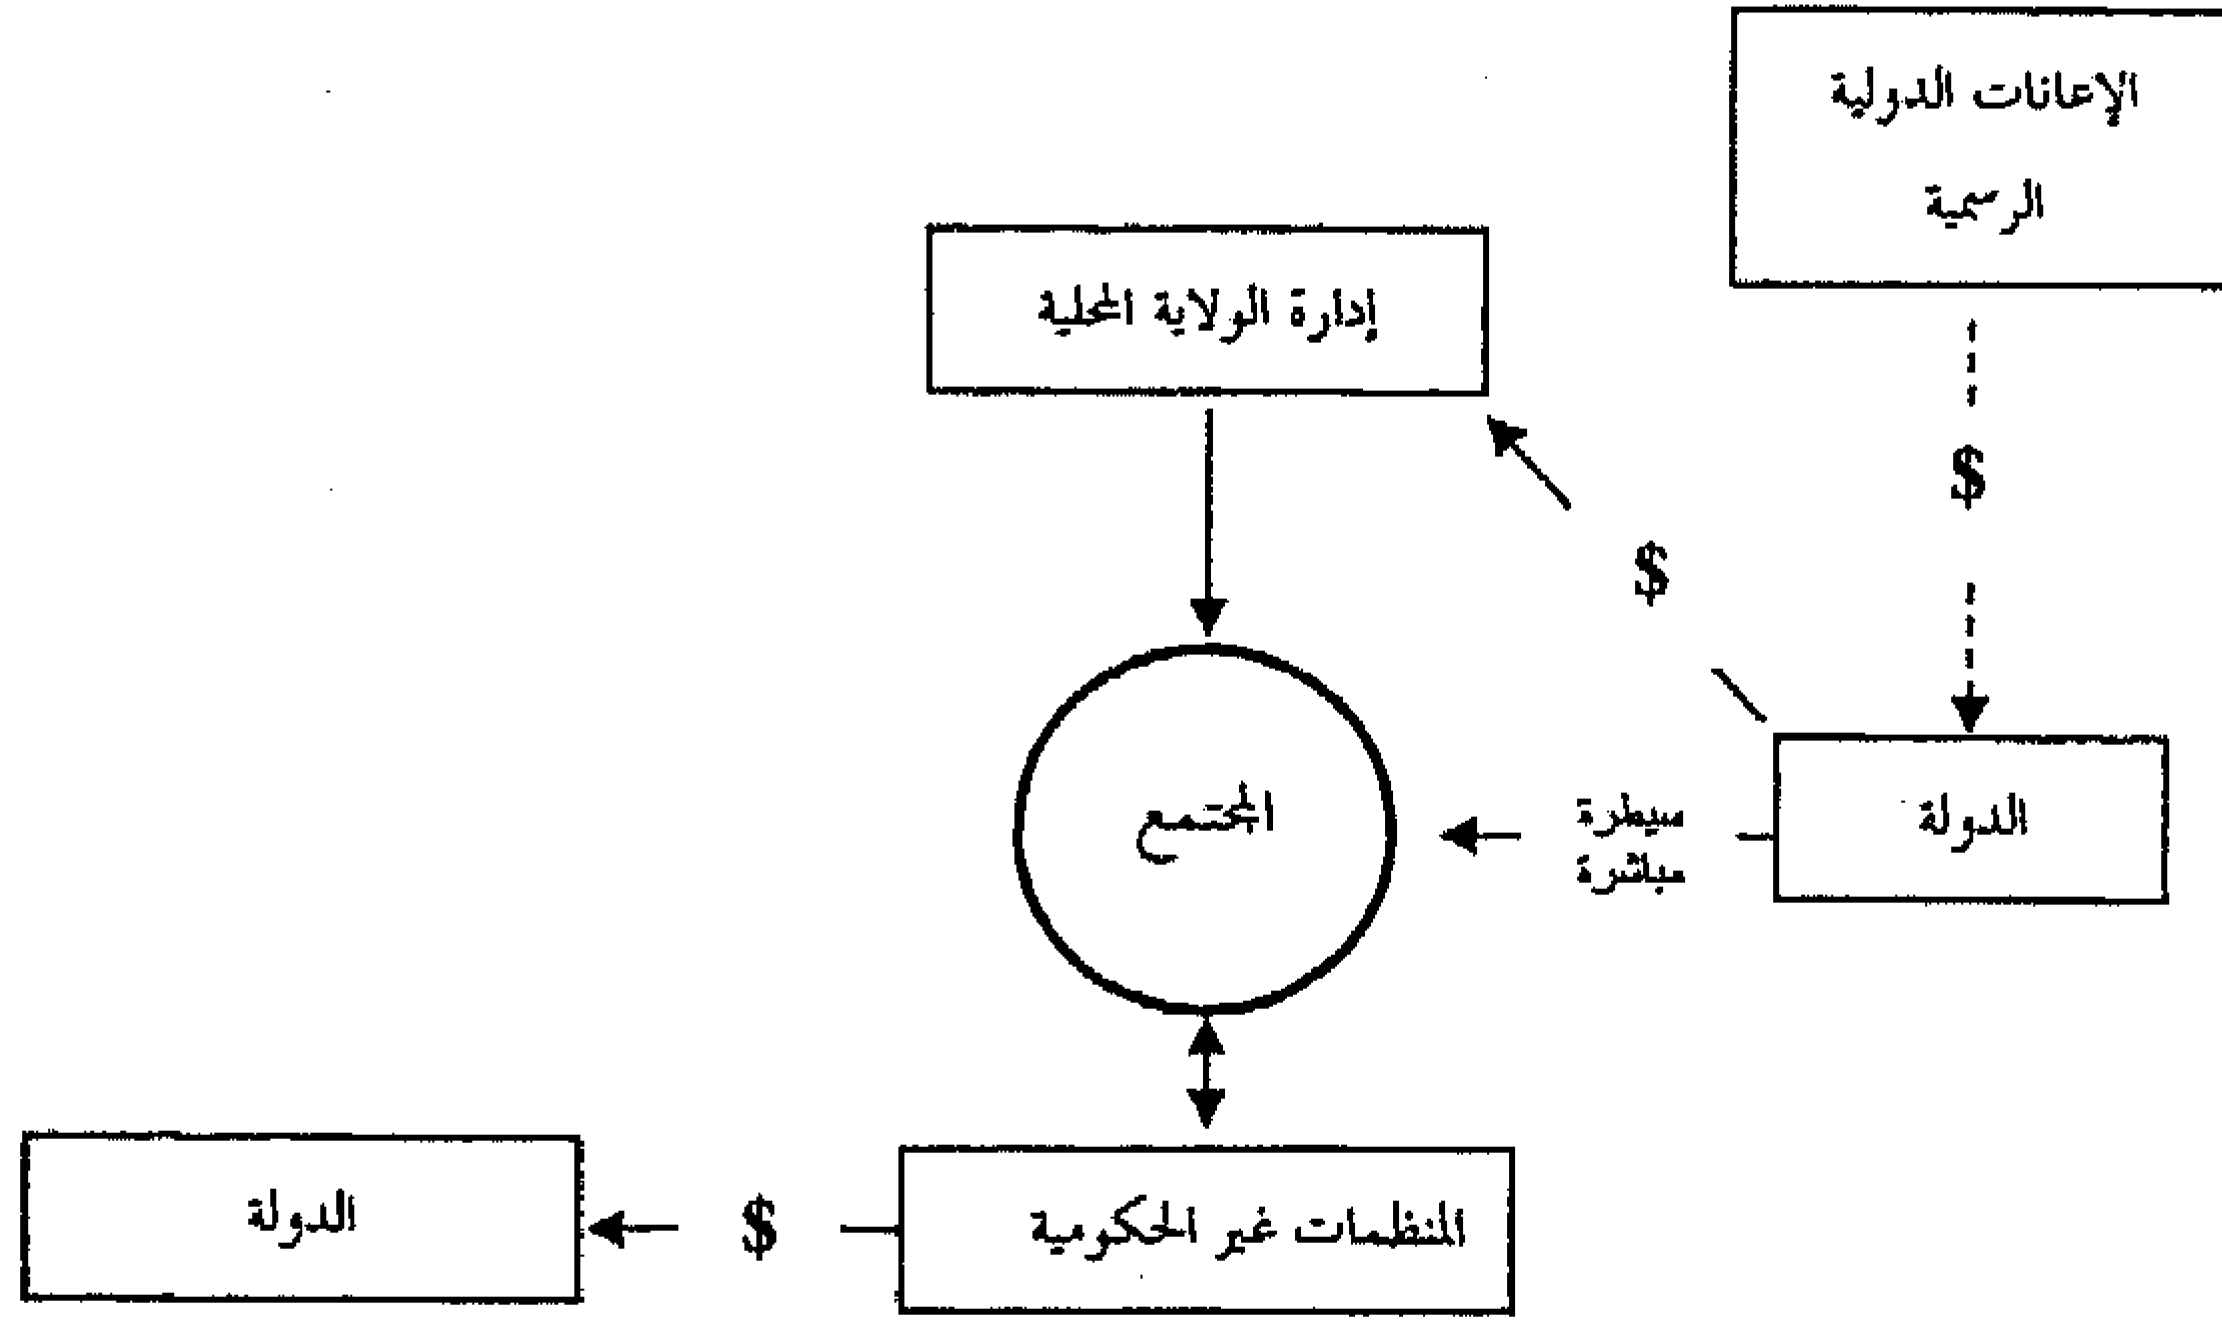 الإعانات الدولية
الرسمية
إدارة الولاية المحلية
$
$
المجتمع
سيطرة
مباشرة
الدولة
المنظمات غير الحكومية
$
الدولة